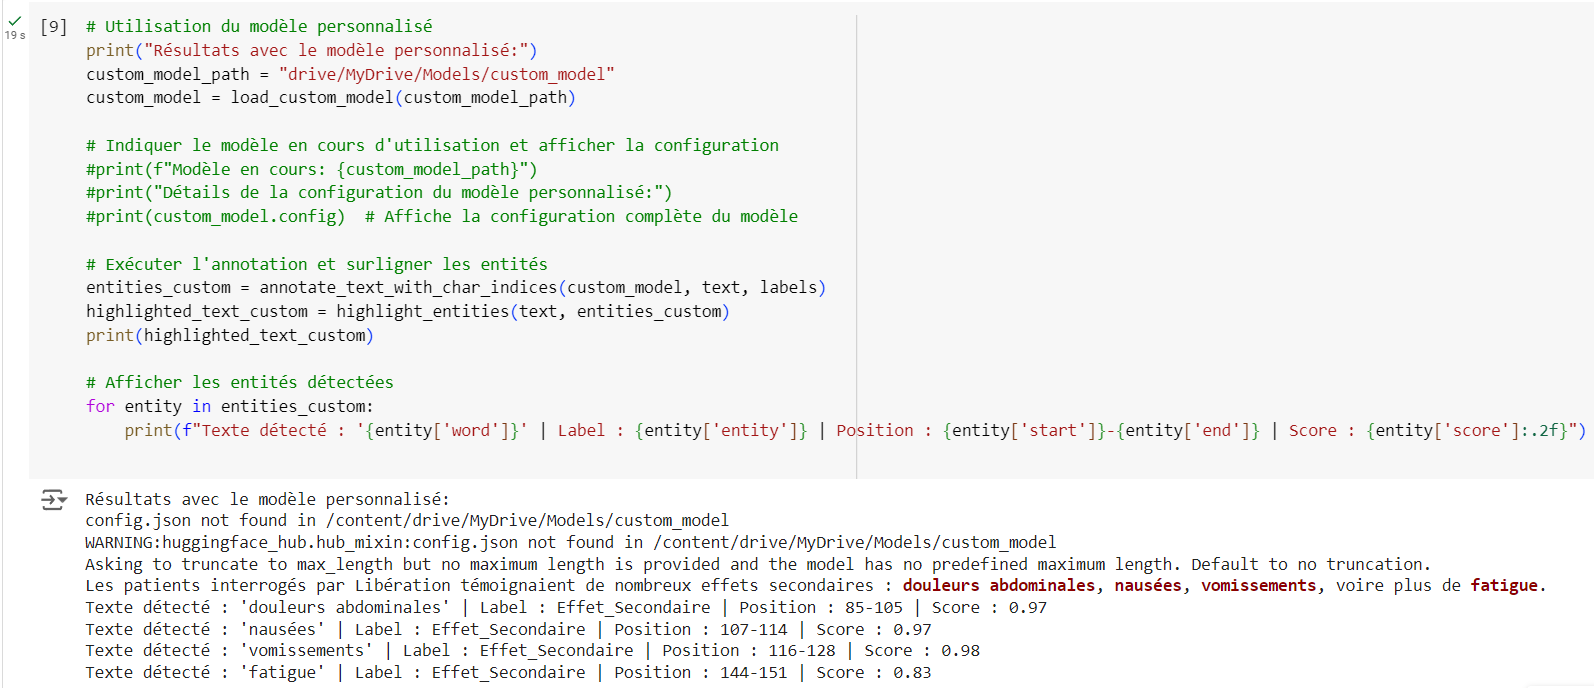 [9] # Utilisation du modèle personnalisé
19 s
print("Résultats avec le modèle personnalisé:")
custom_model_path = "drive/MyDrive/Models/custom_model"
custom_model = load_custom_model(custom_model_path)
# Indiquer le modèle en cours d'utilisation et afficher la configuration
#print(f"Modèle en cours: {custom_model_path}")
#print("Détails de la configuration du modèle personnalisé:")
#print(custom_model.config)  # Affiche la configuration complète du modèle
# Exécuter l'annotation et surligner les entités
entities_custom = annotate_text_with_char_indices(custom_model, text, labels)
highlighted_text_custom = highlight_entities(text, entities_custom)
print(highlighted_text_custom)
# Afficher les entités détectées
for entity in entities_custom:
    print(f"Texte détecté : '{entity['word']}' | Label : {entity['entity']} | Position : {entity['start']}-{entity['end']} | Score : {entity['score']:.2f}")
Résultats avec le modèle personnalisé:
config.json not found in /content/drive/MyDrive/Models/custom_model
WARNING:huggingface_hub.hub_mixin:config.json not found in /content/drive/MyDrive/Models/custom_model
Asking to truncate to max_length but no maximum length is provided and the model has no predefined maximum length. Default to no truncation.
Les patients interrogés par Libération témoignaient de nombreux effets secondaires : douleurs abdominales, nausées, vomissements, voire plus de fatigue.
Texte détecté : 'douleurs abdominales' | Label : Effet_Secondaire | Position : 85-105 | Score : 0.97
Texte détecté : 'nausées' | Label : Effet_Secondaire | Position : 107-114 | Score : 0.97
Texte détecté : 'vomissements' | Label : Effet_Secondaire | Position : 116-128 | Score : 0.98
Texte détecté : 'fatigue' | Label : Effet_Secondaire | Position : 144-151 | Score : 0.83